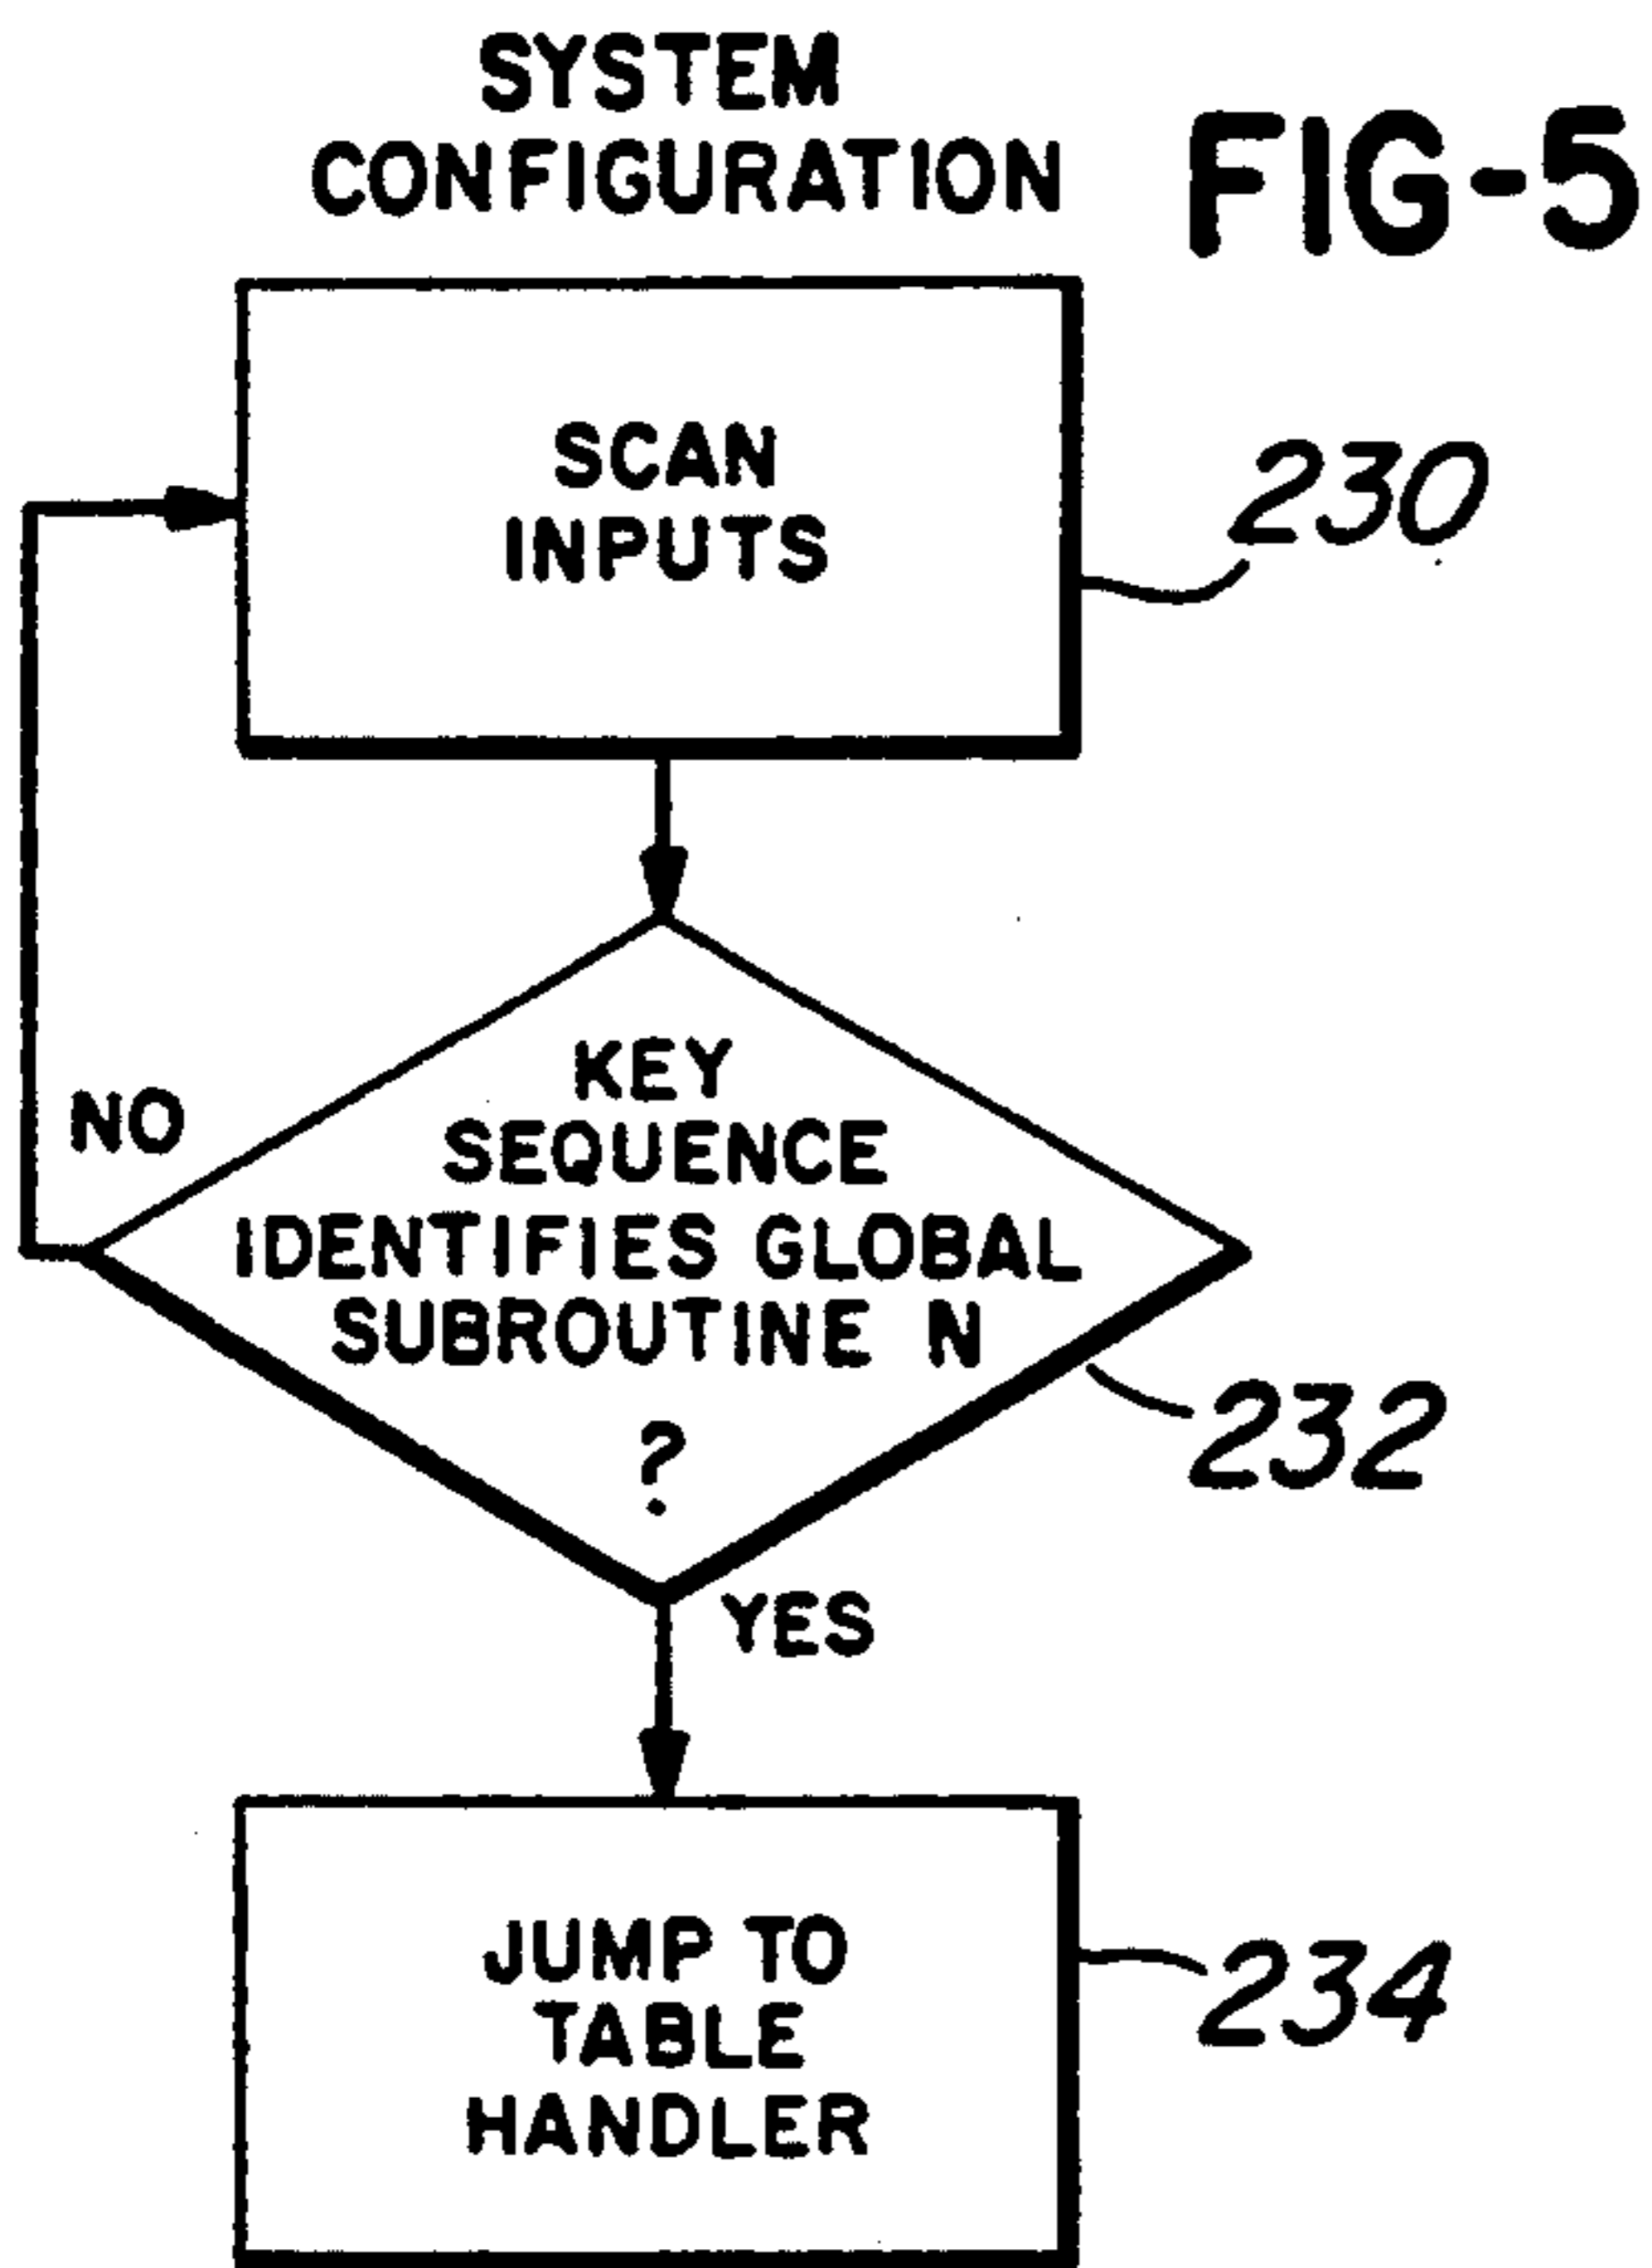 SYSTEM
CONFIGURATION
FIG-5
SCAN
INPUTS
230
KEY
SEQUENCE
IDENTIFIES GLOBAL
SUBROUTINE N
?
NO
232
YES
JUMP TO
TABLE
HANDLER
234